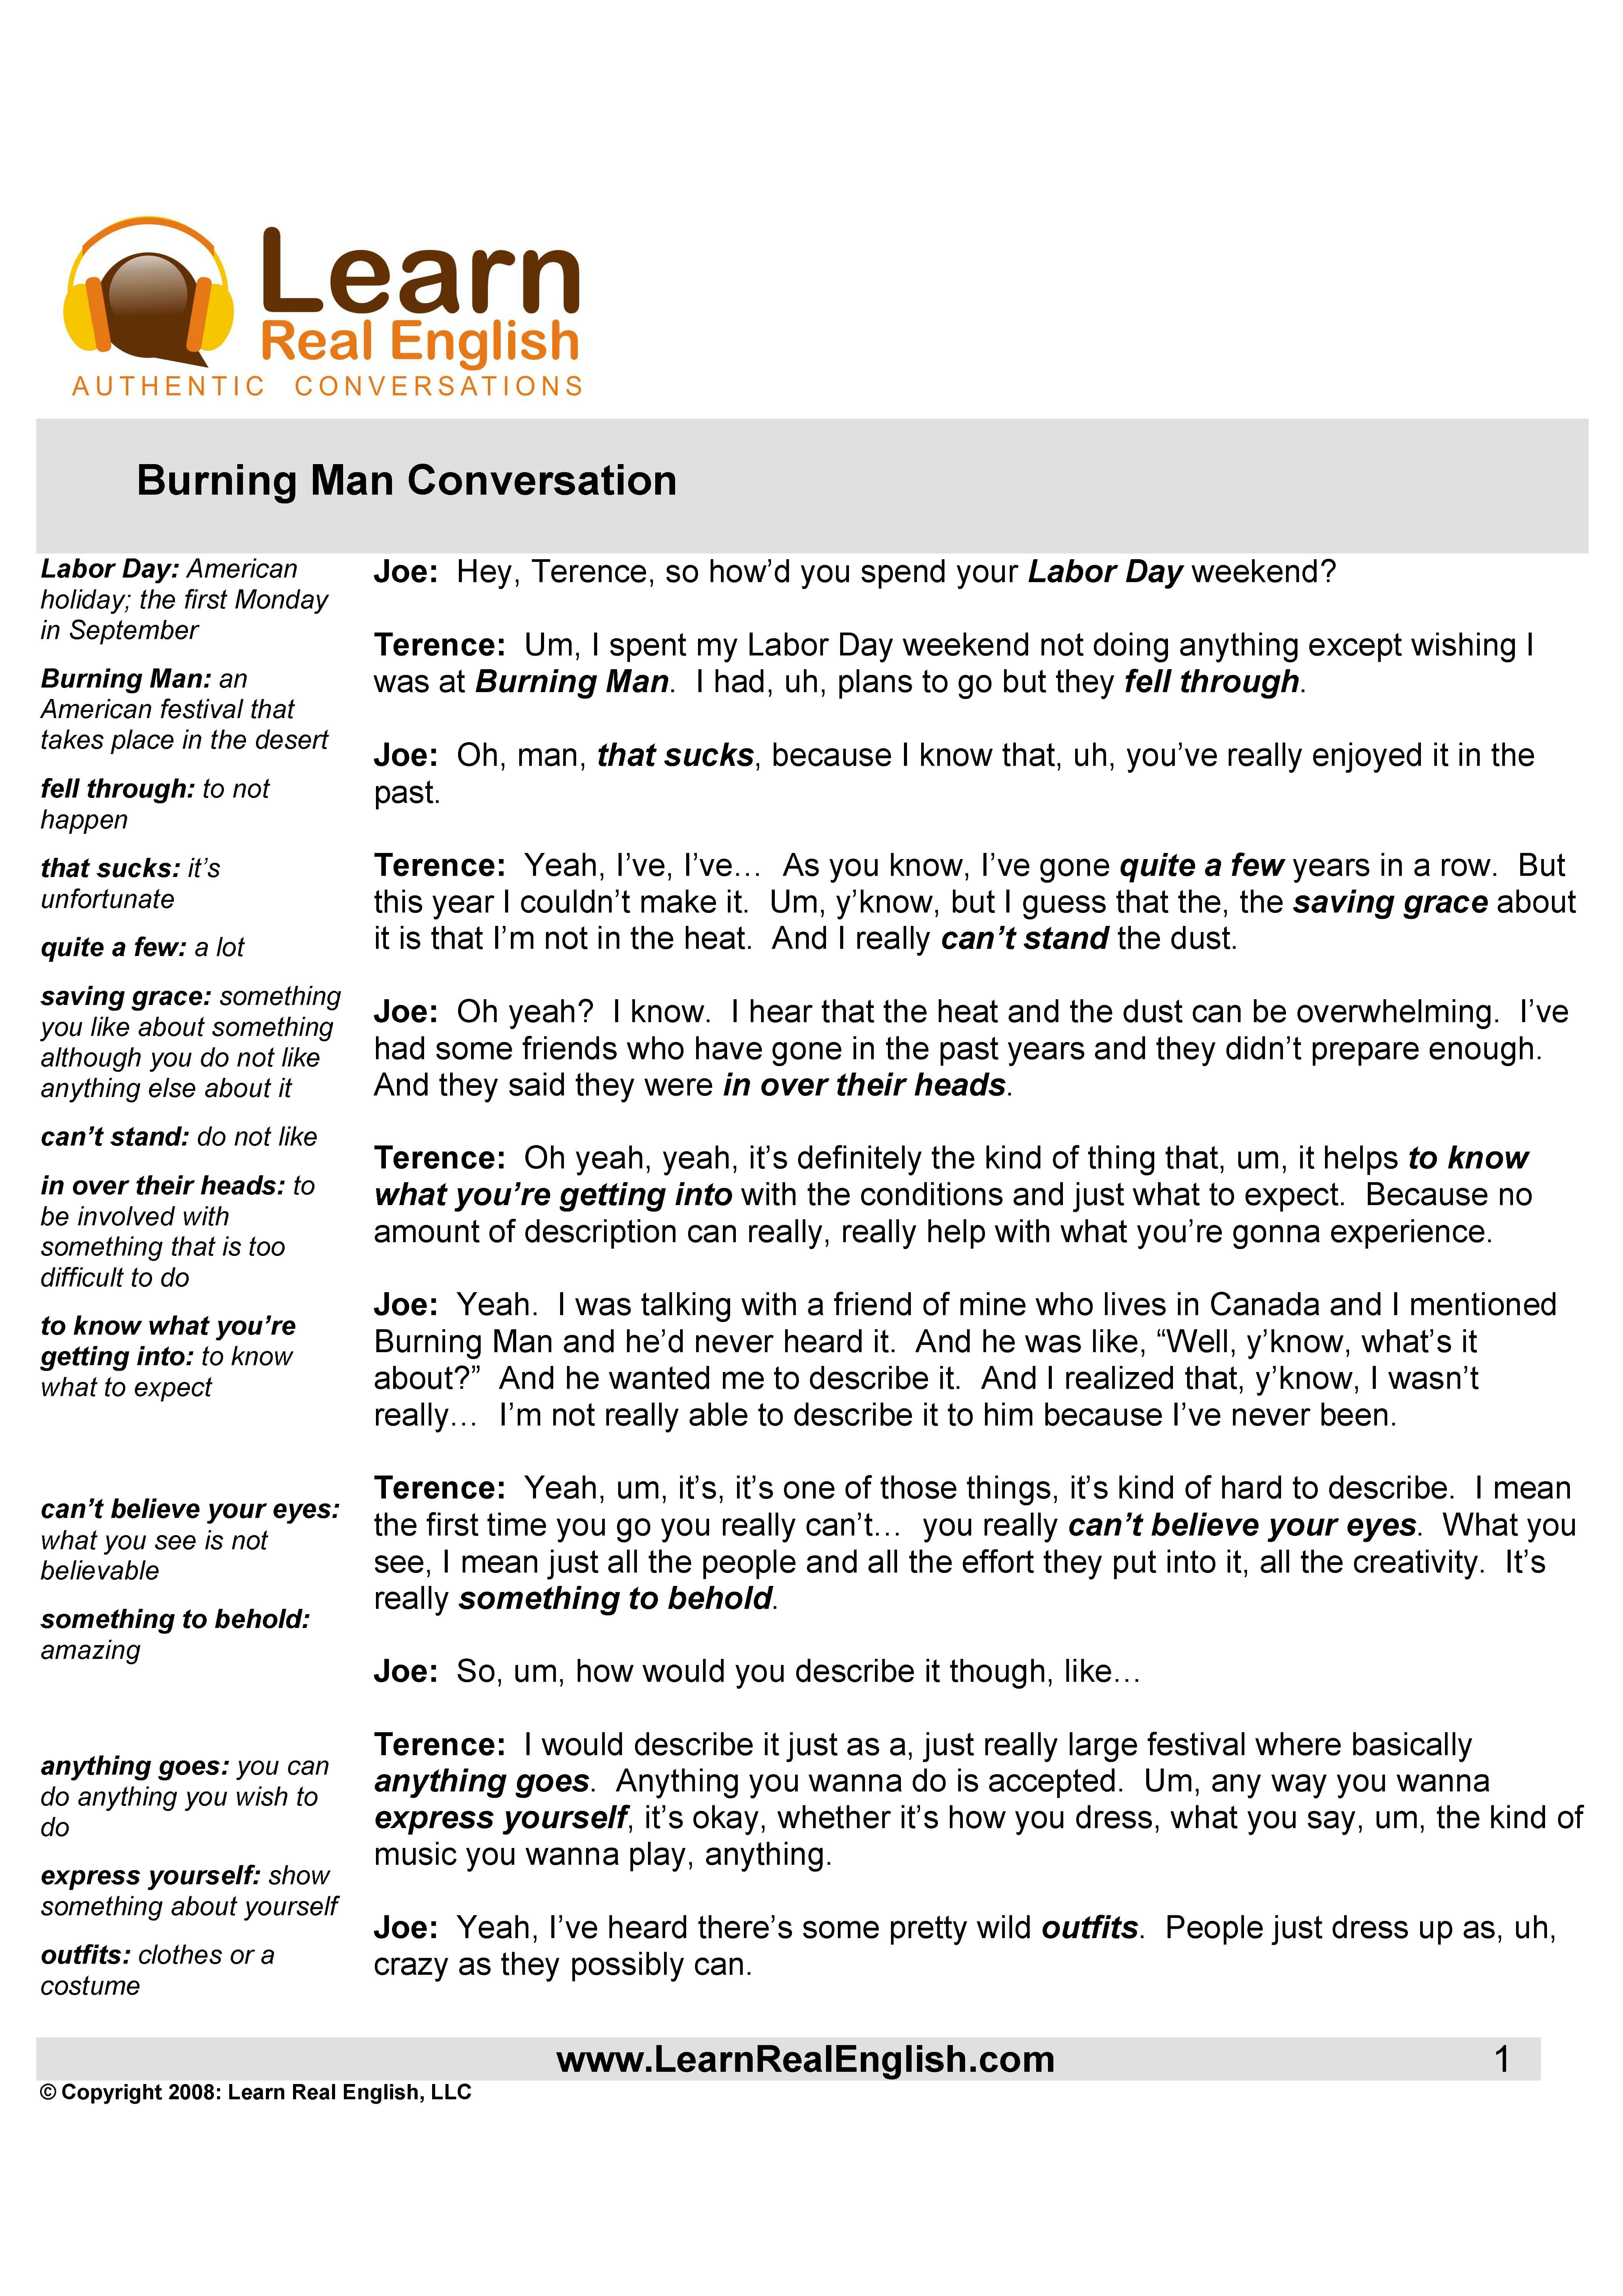 Learn
Real English
AUTHENTIC CONVERSATIONS
Burning Man Conversation
Labor Day: American
holiday; the first Monday
in September
Burning Man: an
American festival that
takes place in the desert
fell through: to not
happen
that sucks: it’s
unfortunate
quite a few: a lot
saving grace: something
you like about something
although you do not like
anything else about it
can’t stand: do not like
in over their heads: to
be involved with
something that is too
difficult to do
to know what you’re
getting into: to know
what to expect
can’t believe your eyes:
what you see is not
believable
something to behold:
amazing
anything goes: you can
do anything you wish to
do
express yourself: show
something about yourself
outfits: clothes or a
costume
Joe: Hey, Terence, so how’d you spend your Labor Day weekend?
Terence: Um, I spent my Labor Day weekend not doing anything except wishing I
was at Burning Man. I had, uh, plans to go but they fell through.
Joe: Oh, man, that sucks, because I know that, uh, you’ve really enjoyed it in the
past.
Terence: Yeah, I’ve, I’ve… As you know, I’ve gone quite a few years in a row. But
this year I couldn’t make it. Um, y’know, but I guess that the, the saving grace about
it is that I’m not in the heat. And I really can’t stand the dust.
Joe: Oh yeah? I know. I hear that the heat and the dust can be overwhelming. I’ve
had some friends who have gone in the past years and they didn’t prepare enough.
And they said they were in over their heads.
Terence: Oh yeah, yeah, it’s definitely the kind of thing that, um, it helps to know
what you’re getting into with the conditions and just what to expect. Because no
amount of description can really, really help with what you’re gonna experience.
Joe: Yeah. I was talking with a friend of mine who lives in Canada and I mentioned
Burning Man and he’d never heard it. And he was like, “Well, y’know, what’s it
about?” And he wanted me to describe it. And I realized that, y’know, I wasn’t
really… I’m not really able to describe it to him because I’ve never been.
Terence: Yeah, um, it’s, it’s one of those things, it’s kind of hard to describe. I mean
the first time you go you really can’t… you really can’t believe your eyes. What you
see, I mean just all the people and all the effort they put into it, all the creativity. It’s
really something to behold.
Joe: So, um, how would you describe it though, like…
Terence: I would describe it just as a, just really large festival where basically
anything goes. Anything you wanna do is accepted. Um, any way you wanna
express yourself, it’s okay, whether it’s how you dress, what you say, um, the kind of
music you wanna play, anything.
Joe: Yeah, I’ve heard there’s some pretty wild outfits. People just dress up as, uh,
crazy as they possibly can.
www.LearnRealEnglish.com 1
© Copyright 2008: Learn Real English, LLC